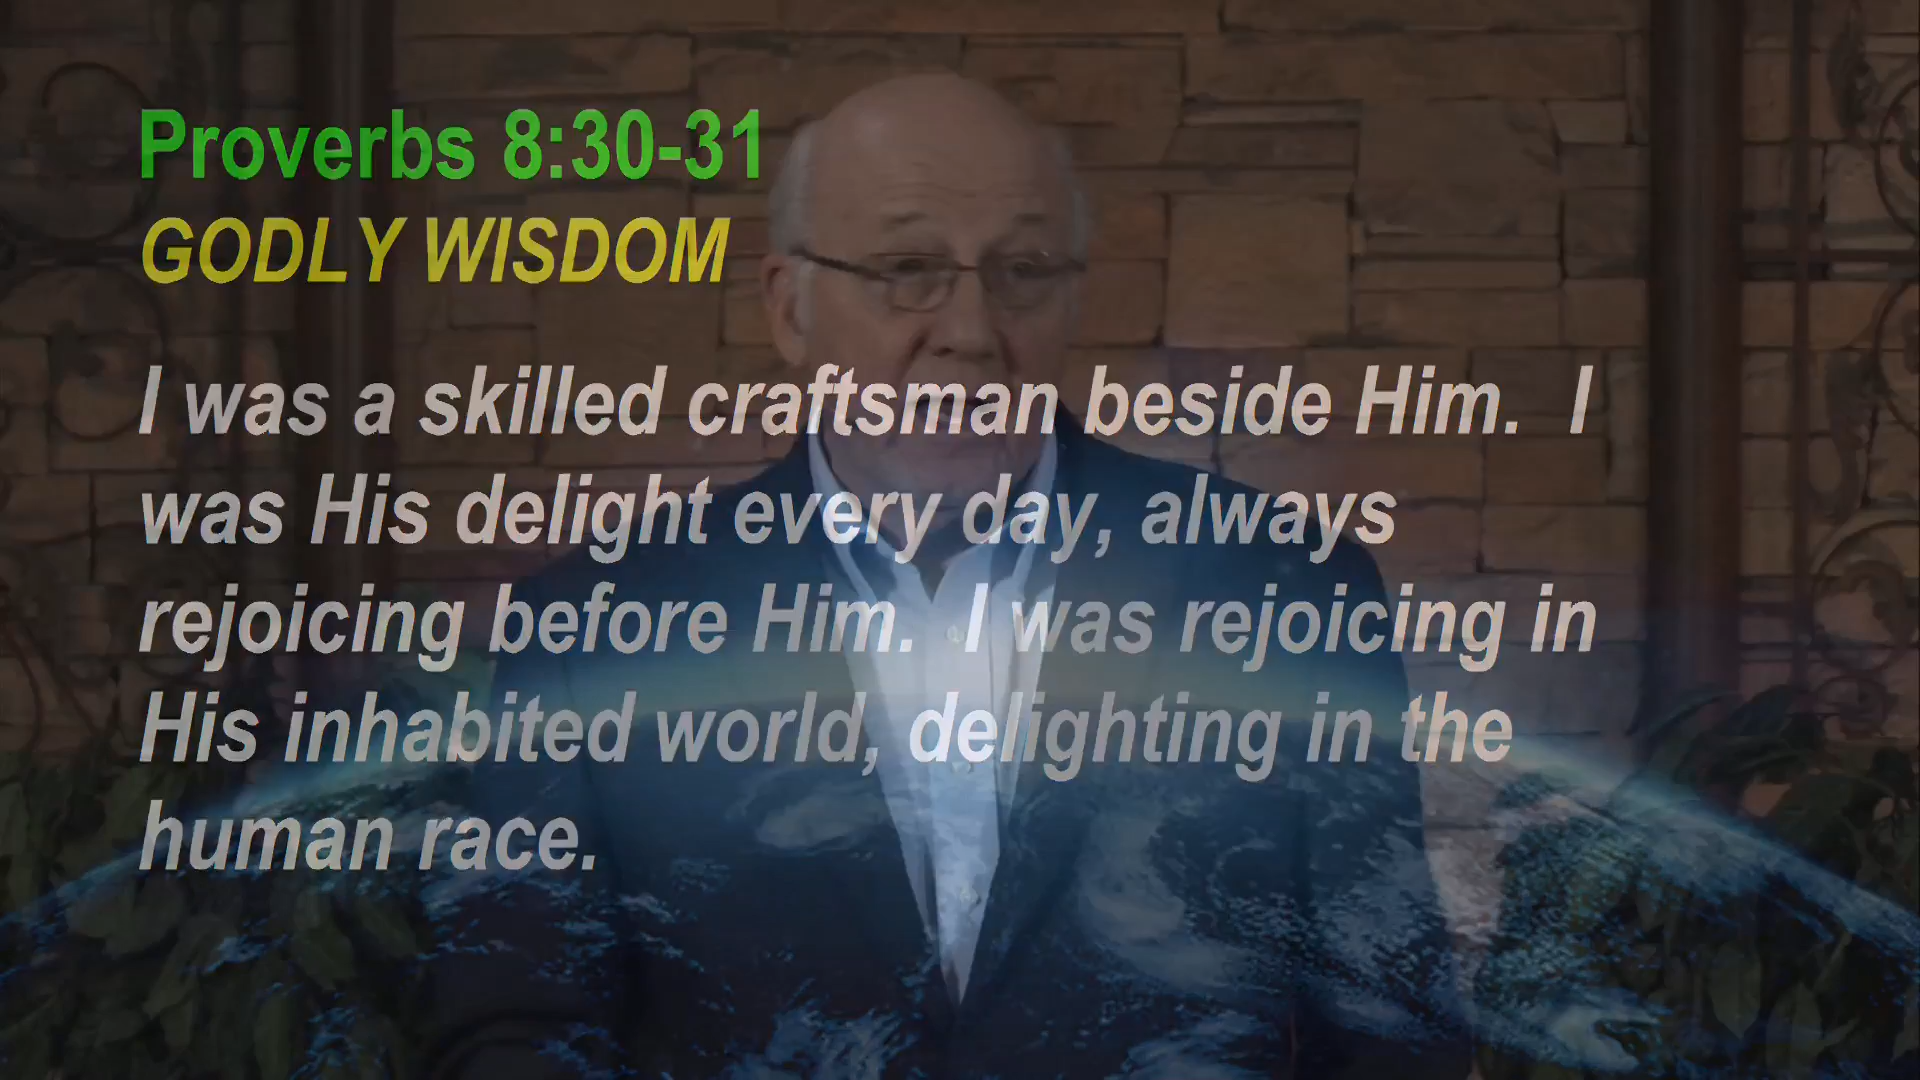 Proverbs 8:30-31
GODLY WISDOM
I was a skilled craftsman beside Him.  I
was His delight every day, always
rejoicing before Him.  I was rejoicing in
His inhabited world, delighting in the
human race.